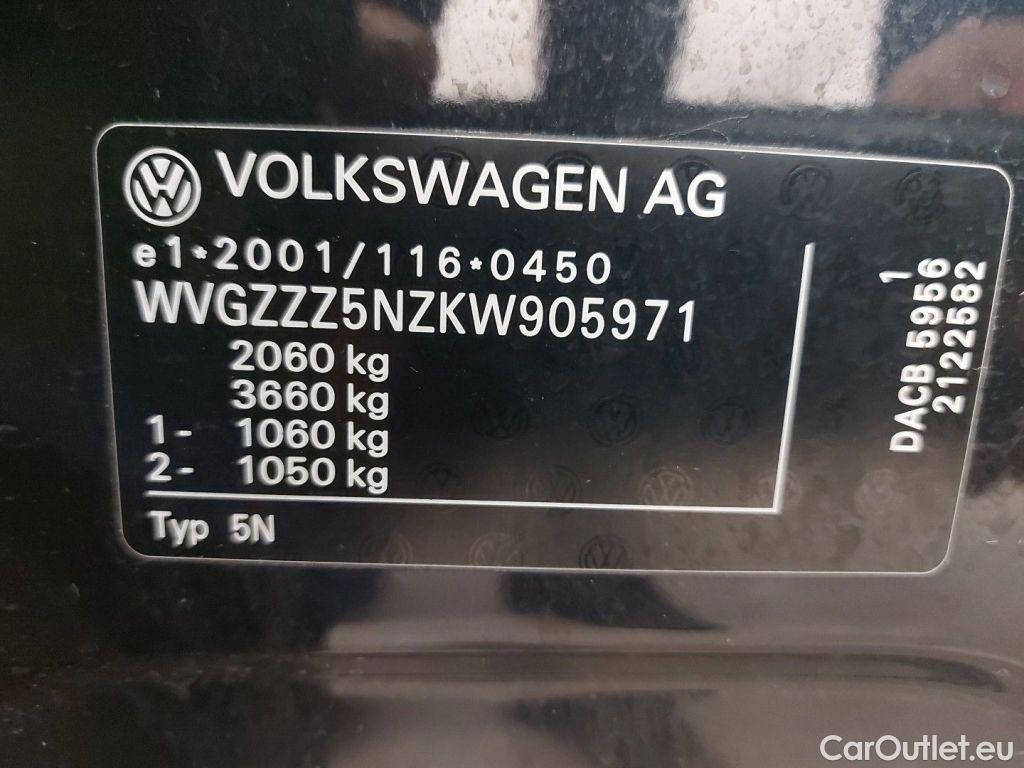 VOLKSWAGEN AG
e1*2001/116*0450
WVGZZZ5NZKW905971
2060 kg
3660 kg
1- 1060 kg
2- 1050 kg
Typ 5N
1
DACB 5956
2122582
CarOutlet.eu